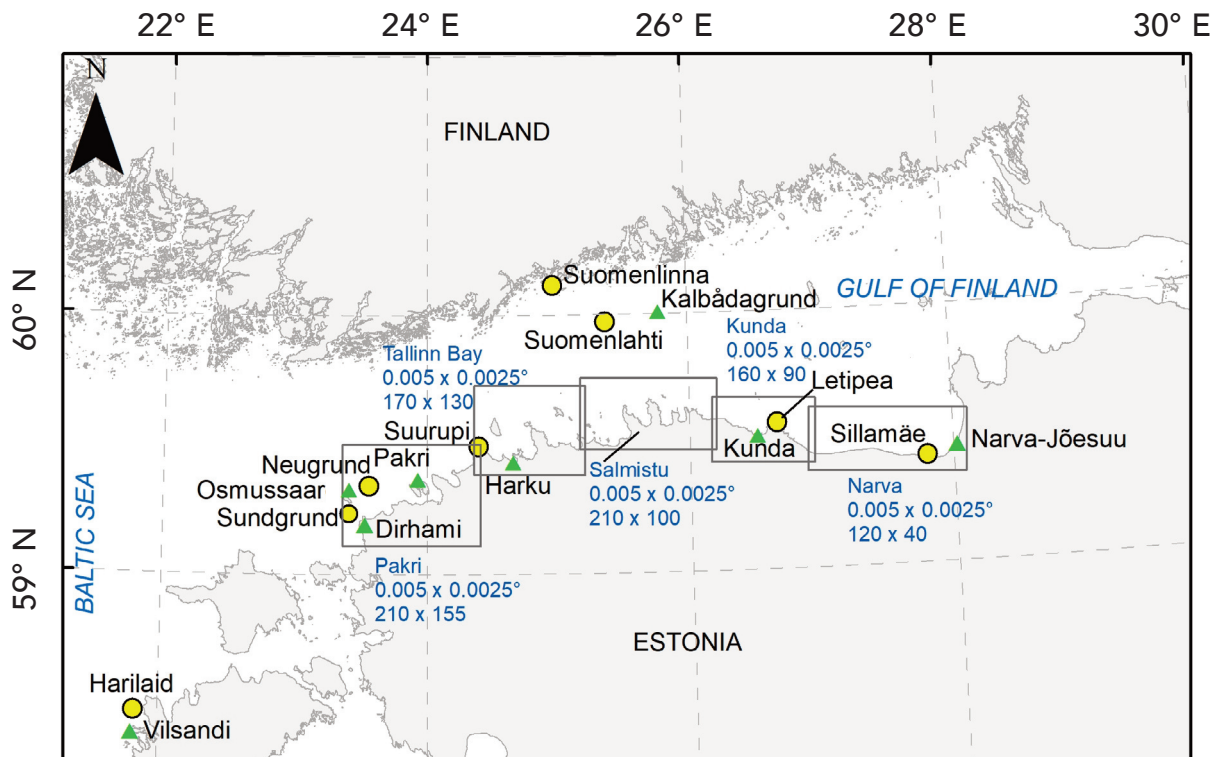 22° E
24° E
26° E
28° E
30° E
N
FINLAND
Suomenlinna
Kalbådagrund
GULF OF FINLAND
60° N
Suomenlahti
Kunda
0.005 x 0.0025°
160 x 90
Tallinn Bay
0.005 x 0.0025°
170 x 130
Letipea
Suurupi
Kunda
Sillamäe
Narva-Jõesuu
Neugrund
Pakri
Harku
Osmussaar
Sundgrund
Dirhami
Salmistu
0.005 x 0.0025°
210 x 100
Narva
0.005 x 0.0025°
120 x 40
BALTIC SEA
59° N
Pakri
0.005 x 0.0025°
210 x 155
ESTONIA
Harilaid
Vilsandi